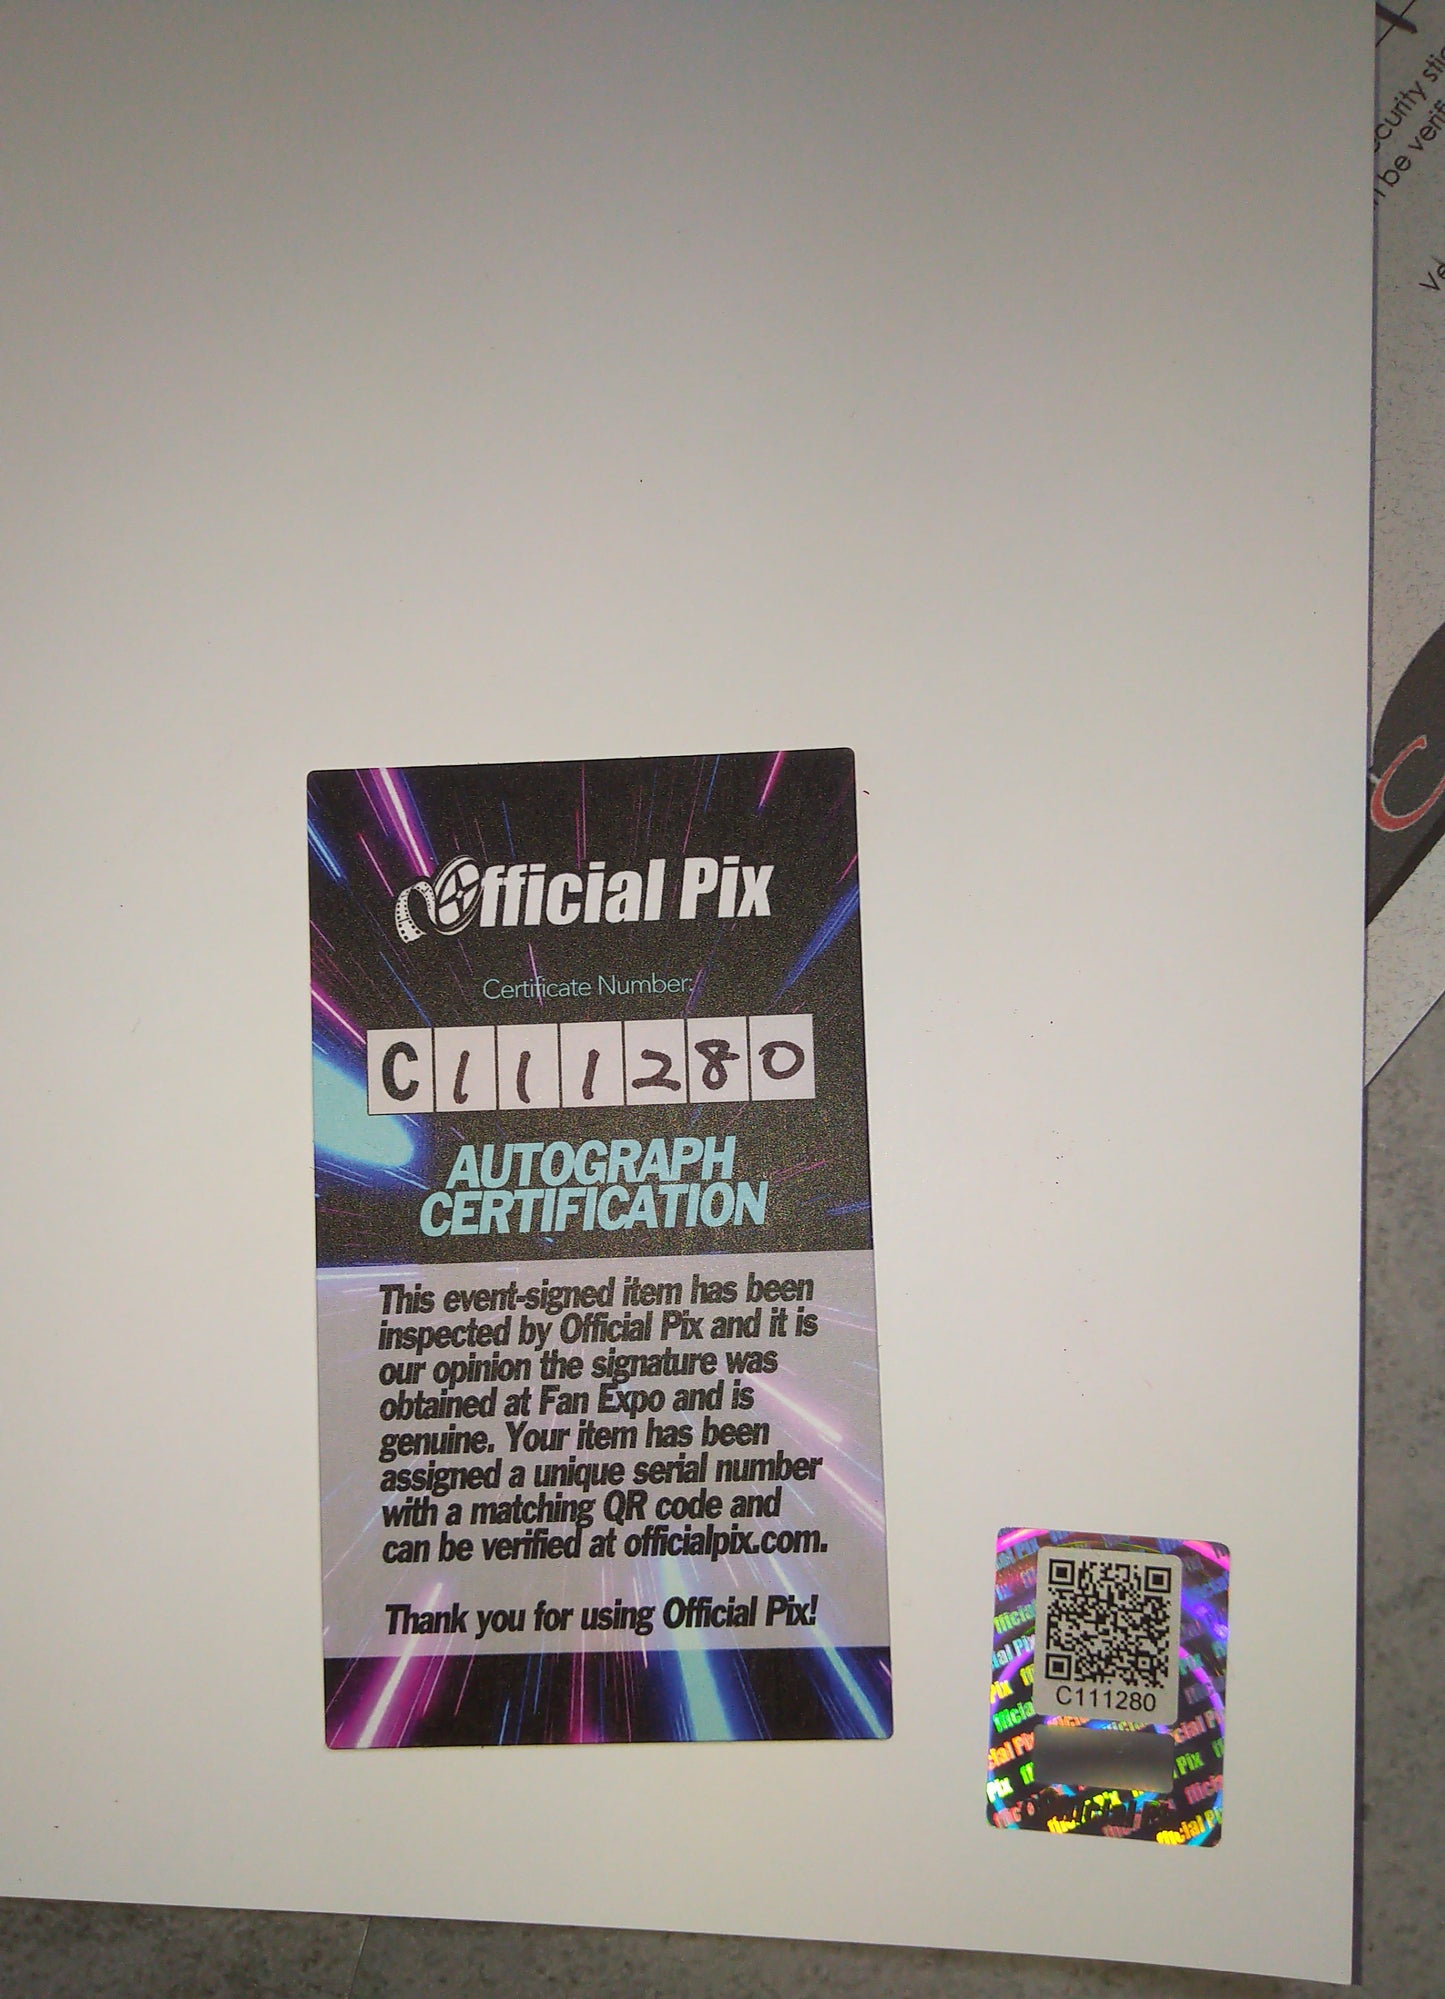 Official Pix
Certificate Number:
C111280
AUTOGRAPH
CERTIFICATION
This event-signed item has been
inspected by Official Pix and it is
our opinion the signature was
obtained at Fan Expo and is
genuine. Your item has been
assigned a unique serial number
with a matching QR code and
can be verified at officialpix.com.
Thank you for using Official Pix!
C111280
be verif